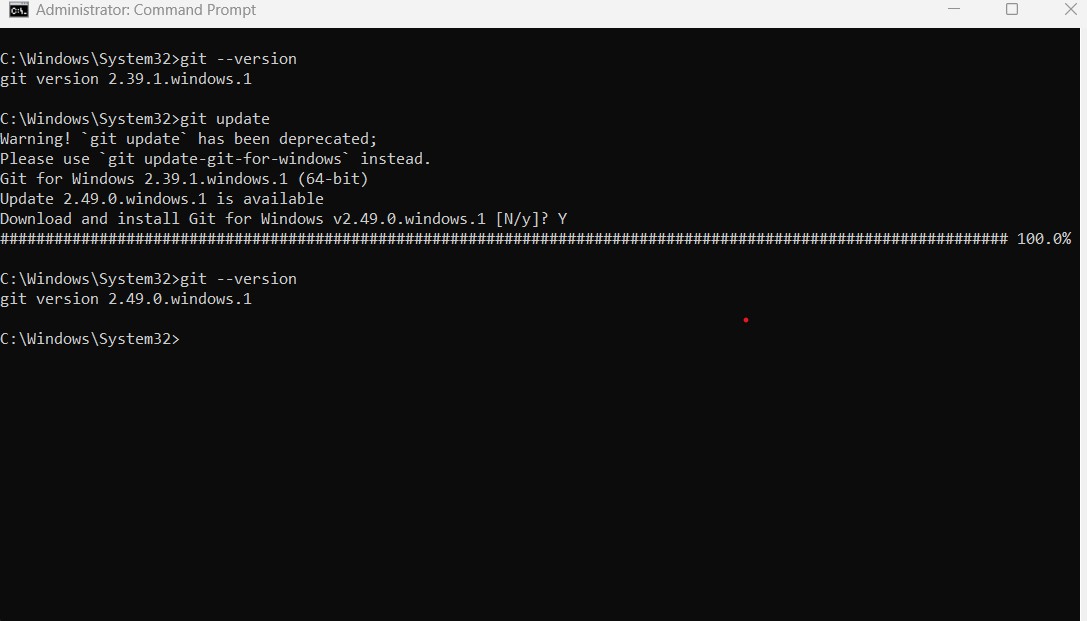 Administrator: Command Prompt
C:\Windows\System32>git --version
git version 2.39.1.windows.1
C:\Windows\System32>git update
Warning! `git update` has been deprecated;
Please use `git update-git-for-windows` instead.
Git for Windows 2.39.1.windows.1 (64-bit)
Update 2.49.0.windows.1 is available
Download and install Git for Windows v2.49.0.windows.1 [N/y]? Y
################################################################################################################ 100.0%
C:\Windows\System32>git --version
git version 2.49.0.windows.1
C:\Windows\System32>